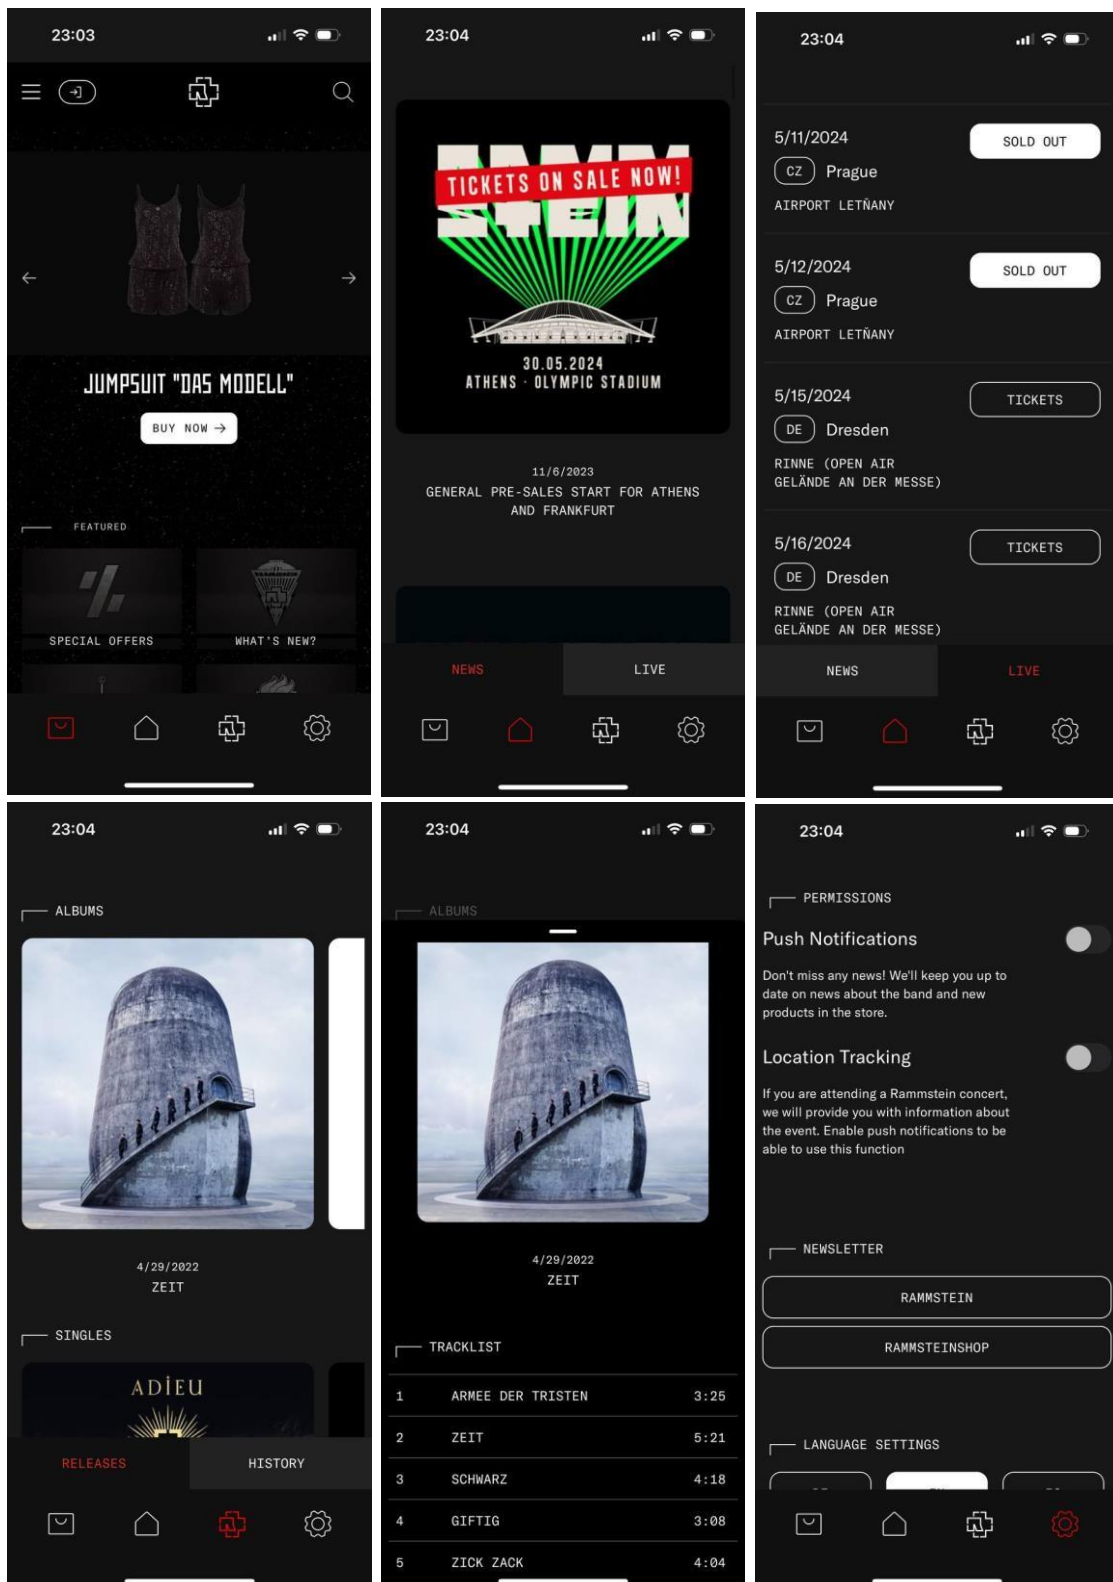 23:03
JUMPSUIT "DAS MODELL"
BUY NOW →
FEATURED
SPECIAL OFFERS
WHAT'S NEW?
23:04
TICKETS ON SALE NOW!
30.05.2024
ATHENS · OLYMPIC STADIUM
11/6/2023
GENERAL PRE-SALES START FOR ATHENS
AND FRANKFURT
NEWS
LIVE
23:04
5/11/2024
SOLD OUT
CZ Prague
AIRPORT LETŇANY
5/12/2024
SOLD OUT
CZ Prague
AIRPORT LETŇANY
5/15/2024
TICKETS
DE Dresden
RINNE (OPEN AIR
GELÄNDE AN DER MESSE)
5/16/2024
TICKETS
DE Dresden
RINNE (OPEN AIR
GELÄNDE AN DER MESSE)
NEWS
LIVE
23:04
ALBUMS
4/29/2022
ZEIT
SINGLES
ADİEU
RELEASES
HISTORY
23:04
ALBUMS
4/29/2022
ZEIT
TRACKLIST
1 ARMEE DER TRISTEN 3:25
2 ZEIT 5:21
3 SCHWARZ 4:18
4 GIFTIG 3:08
5 ZICK ZACK 4:04
23:04
PERMISSIONS
Push Notifications
Don't miss any news! We'll keep you up to
date on news about the band and new
products in the store.
Location Tracking
If you are attending a Rammstein concert,
we will provide you with information about
the event. Enable push notifications to be
able to use this function
NEWSLETTER
RAMMSTEIN
RAMMSTEINSHOP
LANGUAGE SETTINGS